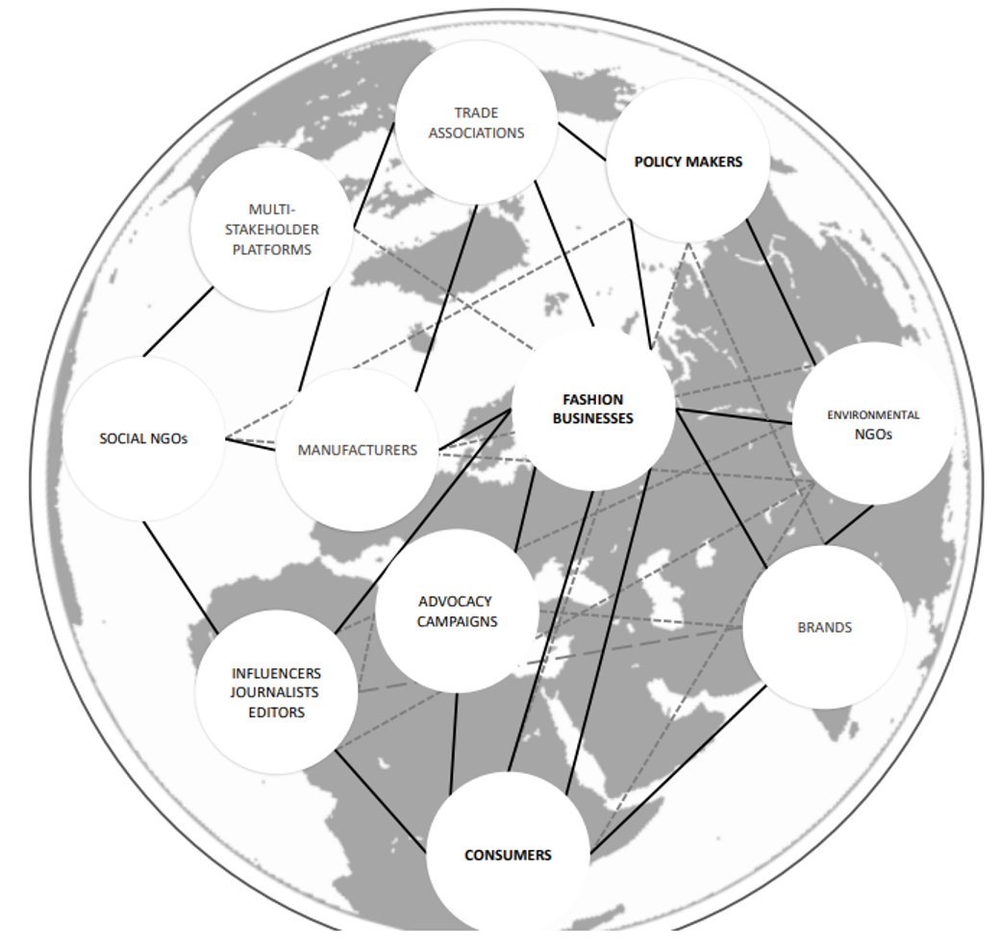 TRADE
ASSOCIATIONS
POLICY MAKERS
MULTI-
STAKEHOLDER
PLATFORMS
FASHION
BUSINESSES
ENVIRONMENTAL
NGOs
SOCIAL NGOs
MANUFACTURERS
ADVOCACY
CAMPAIGNS
BRANDS
INFLUENCERS
JOURNALISTS
EDITORS
CONSUMERS